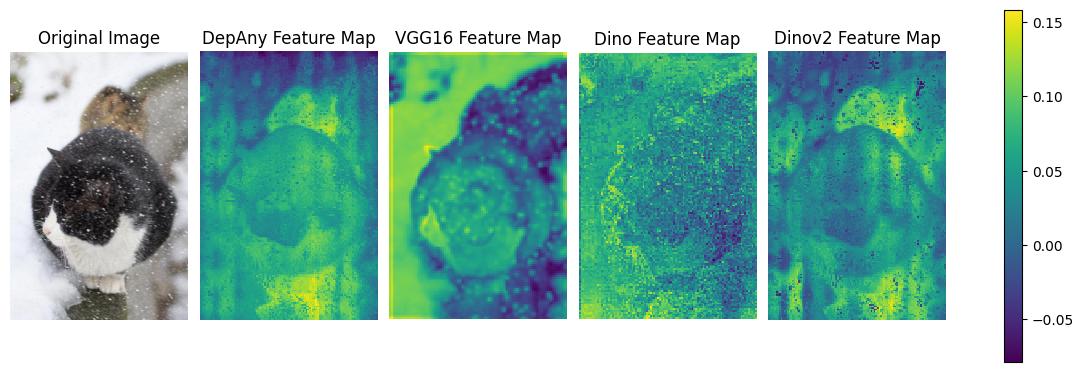 Original Image
DepAny Feature Map
VGG16 Feature Map
Dino Feature Map
Dinov2 Feature Map
0.15
0.10
0.05
0.00
−0.05